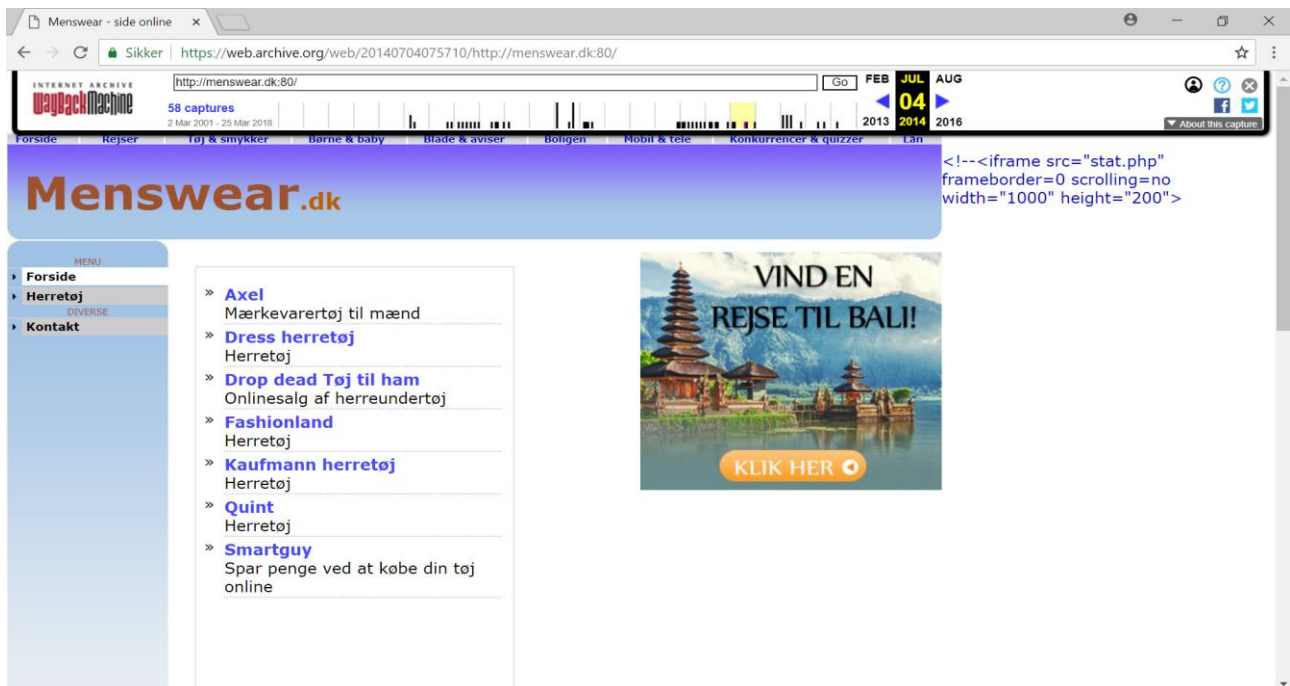 Menswear - side online
Sikker | https://web.archive.org/web/20140704075710/http://menswear.dk:80/
INTERNET ARCHIVE
WayBackMachine
http://menswear.dk:80/
Go
FEB JUL AUG
58 captures
04
2 Mar 2001 - 25 Mar 2018
2013 2014 2016
About this capture
Forside Rejser Tøj & smykker Børne & baby Blade & aviser Boligen Mobil & tele Konkurrencer & quizzer Lån
<!--<iframe src="stat.php"
frameborder=0 scrolling=no
width="1000" height="200">
Menswear.dk
MENU
Forside
Herretøj
DIVERSE
Kontakt
» Axel
Mærkevarertøj til mænd
» Dress herretøj
Herretøj
» Drop dead Tøj til ham
Onlinesalg af herreundertøj
» Fashionland
Herretøj
» Kaufmann herretøj
Herretøj
» Quint
Herretøj
» Smartguy
Spar penge ved at købe din tøj
online
VIND EN
REJSE TIL BALI!
KLIK HER